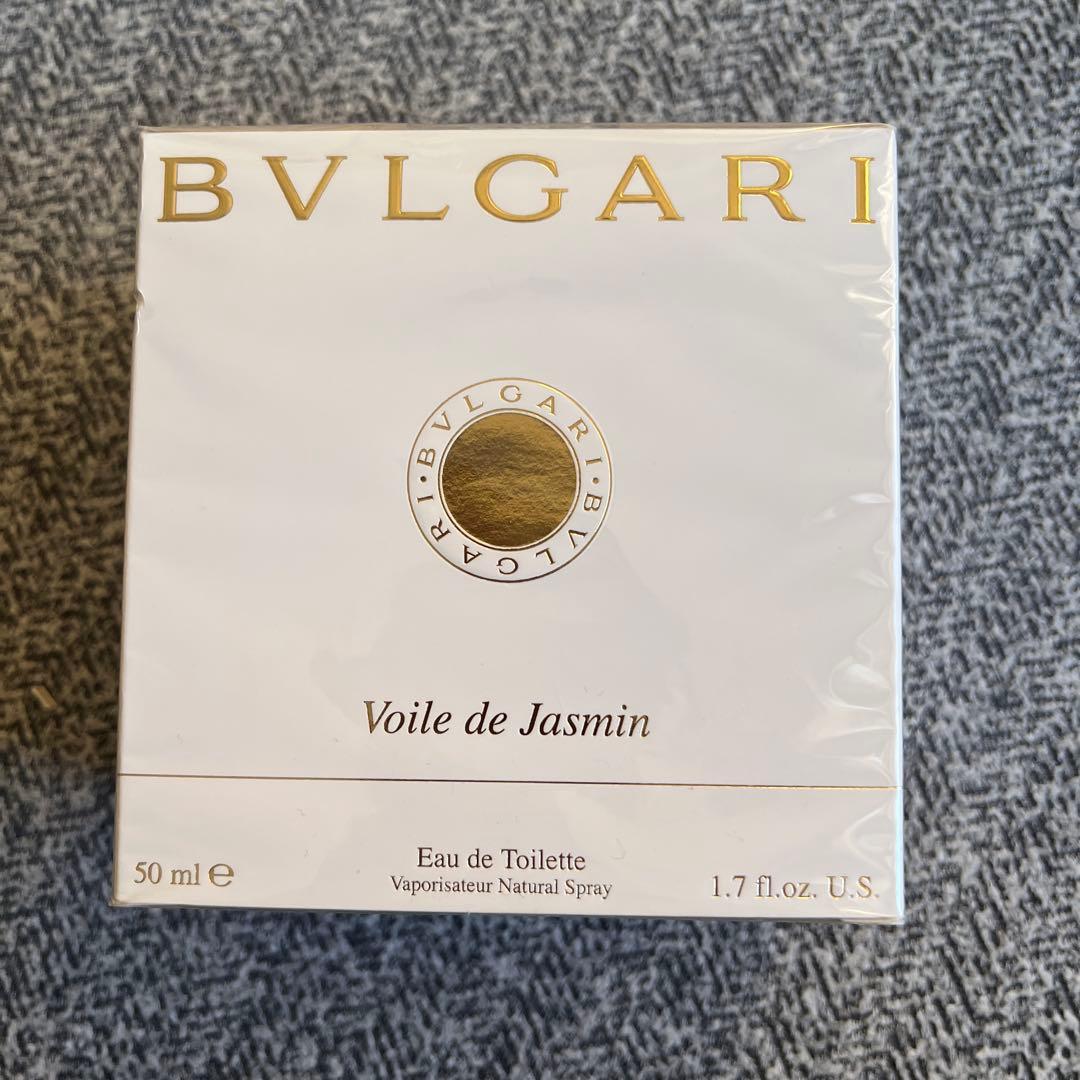 BVLGARI
BVLGARI · BVLGARI ·
Voile de Jasmin
Eau de Toilette
50 ml ℮
Vaporisateur Natural Spray
1.7 fl.oz. U.S.